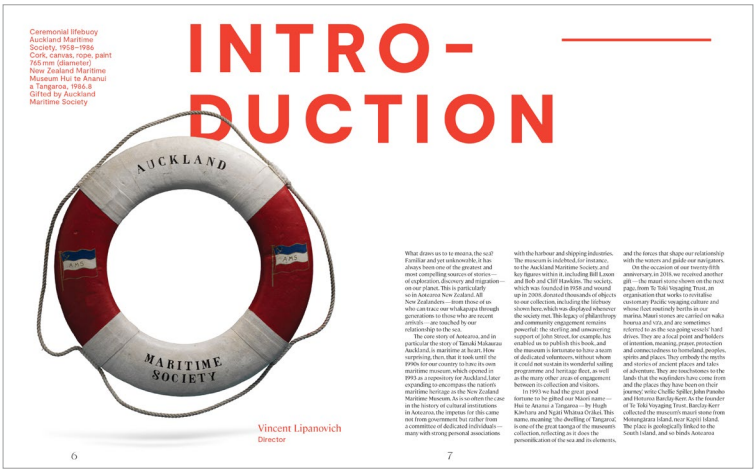 Ceremonial lifebuoy
Auckland Maritime
Society, 1958–1986
Cork, canvas, rope, paint
765 mm (diameter)
New Zealand Maritime
Museum Hui te Ananui
a Tangaroa, 1986.8
Gifted by Auckland
Maritime Society
INTRO-
DUCTION
AUCKLAND
AMS
AMS
MARITIME
SOCIETY
Vincent Lipanovich
Director
6
What draws us to te moana, the sea?
Familiar and yet unknowable, it has
always been one of the greatest and
most compelling sources of stories —
of exploration, discovery and migration —
on our planet. This is particularly
so in Aotearoa New Zealand. All
New Zealanders — from those of us
who can trace our whakapapa through
generations to those who are recent
arrivals — are touched by our
relationship to the sea.
The core story of Aotearoa, and in
particular the story of Tāmaki Makaurau
Auckland, is maritime at heart. How
surprising, then, that it took until the
1990s for our country to have its own
maritime museum, which opened in
1993 as a repository for Auckland, later
expanding to encompass the nation's
maritime heritage as the New Zealand
Maritime Museum. As is so often the case
in the history of cultural institutions
in Aotearoa, the impetus for this came
not from government but rather from
a committee of dedicated individuals —
many with strong personal associations
with the harbour and shipping industries.
The museum is indebted, for instance,
to the Auckland Maritime Society, and
key figures within it, including Bill Laxon
and Bob and Cliff Hawkins. The society,
which was founded in 1958 and wound
up in 2008, donated thousands of objects
to our collection, including the lifebuoy
shown here, which was displayed whenever
the society met. This legacy of philanthropy
and community engagement remains
powerful: the sterling and unwavering
support of John Street, for example, has
enabled us to publish this book, and
the museum is fortunate to have a team
of dedicated volunteers, without whom
it could not sustain its wonderful sailing
programme and heritage fleet, as well
as the many other areas of engagement
between its collection and visitors.
In 1993 we had the great good
fortune to be gifted our Māori name —
Hui te Ananui a Tangaroa — by Hugh
Kāwharu and Ngāti Whātua Ōrākei. This
name, meaning 'the dwelling of Tangaroa',
is one of the great taonga of the museum's
collection, reflecting as it does the
personification of the sea and its elements,
and the forces that shape our relationship
with the waters and guide our navigators.
On the occasion of our twenty-fifth
anniversary, in 2018, we received another
gift — the mauri stone shown on the next
page, from Te Toki Voyaging Trust, an
organisation that works to revitalise
customary Pacific voyaging culture and
whose fleet routinely berths in our
marina. Mauri stones are carried on waka
hourua and vɑ̄, and are sometimes
referred to as the sea-going vessels' hard
drives. They are a focal point and 'holders
of intention, meaning, prayer, protection
and connectedness to homeland, peoples,
spirits and places. They embody the myths
and stories of ancient places and tales
of adventure. They are touchstones to the
lands that the wayfinders have come from
and the places they have been on their
journey,' write Chellie Spiller, John Panoho
and Hoturoa Barclay-Kerr. As the founder
of Te Toki Voyaging Trust, Barclay-Kerr
collected the museum's mauri stone from
Motungārara Island, near Kapiti Island.
The place is geologically linked to the
South Island, and so binds Aotearoa
7